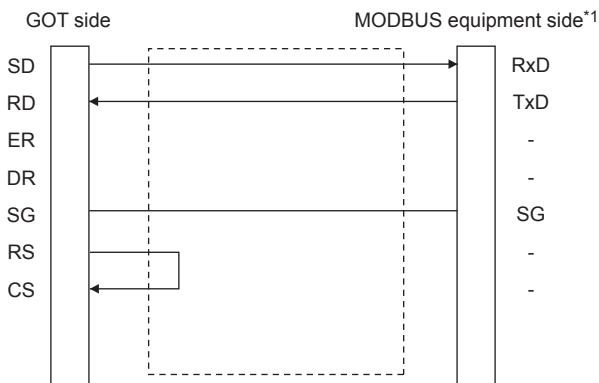 GOT side MODBUS equipment side*1
SD RxD
RD TxD
ER -
DR -
SG SG
RS -
CS -